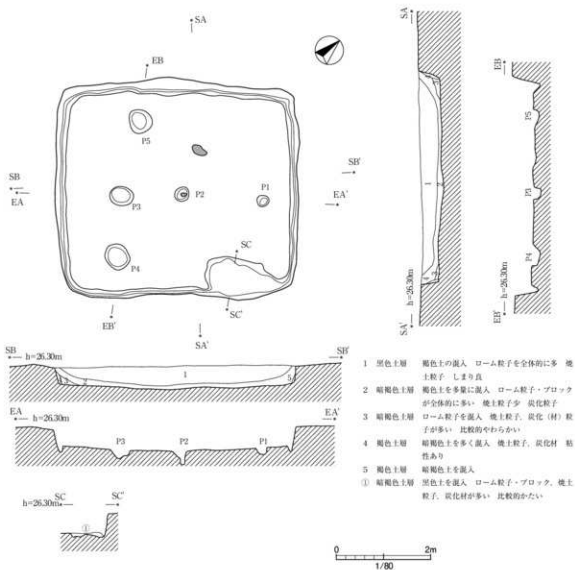 SA
EB
P5
SB
EA
P3
P2
P1
SB'
EA'
P4
SC
SC'
EB'
SA'
SA
1
2
4
3
h=26.30m
SA'
EB
P5
P3
P4
h=26.30m
EB'
SB
h=26.30m
SB'
1
3
2
5
EA
h=26.30m
EA'
P3
P2
P1
SC
SC'
h=26.30m
①
1 黒色土層 褐色土の混入 ローム粒子を全体的に多 焼
土粒子 しまり良
2 暗褐色土層 褐色土を多量に混入 ローム粒子・ブロック
が全体的に多い 焼土粒子少 炭化粒子
3 暗褐色土層 ローム粒子を混入 焼土粒子、炭化(材)粒
子が多い 比較的やわらかい
4 褐色土層 暗褐色土を多く混入 焼土粒子、炭化材 粘
性あり
5 褐色土層 暗褐色土を混入
① 暗褐色土層 黒色土を混入 ローム粒子・ブロック、焼土
粒子、炭化材が多い 比較的かたい
0 2m
1/80